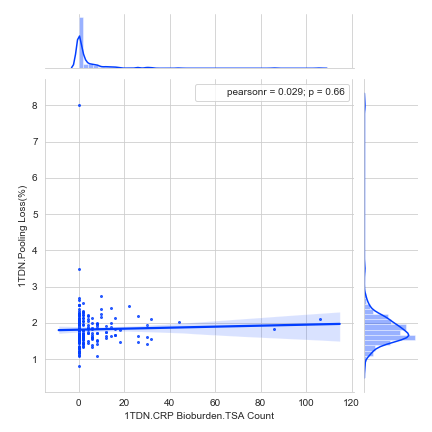 pearsonr = 0.029; p = 0.66
8
7
6
5
4
3
2
1
1TDN.Pooling Loss(%)
0 20 40 60 80 100 120
1TDN.CRP Bioburden.TSA Count